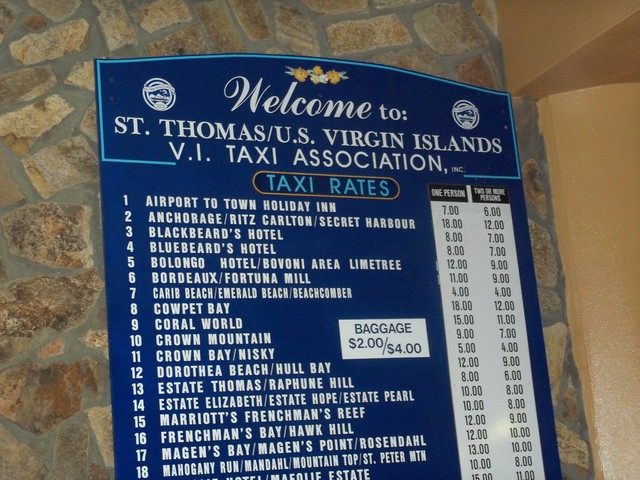 Welcome to:
ST. THOMAS/U.S. VIRGIN ISLANDS
V.I. TAXI ASSOCIATION, INC.
TAXI RATES
ONE PERSON TWO OR MORE PERSONS
1 AIRPORT TO TOWN HOLIDAY INN 7.00 6.00
2 ANCHORAGE/RITZ CARLTON/SECRET HARBOUR 18.00 12.00
3 BLACKBEARD'S HOTEL 8.00 7.00
4 BLUEBEARD'S HOTEL 8.00 7.00
5 BOLONGO HOTEL/BOVONI AREA LIMETREE 12.00 9.00
6 BORDEAUX/FORTUNA MILL 11.00 9.00
7 CARIB BEACH/EMERALD BEACH/BEACHCOMBER 4.00 4.00
8 COWPET BAY 18.00 12.00
9 CORAL WORLD 15.00 11.00
10 CROWN MOUNTAIN 9.00 7.00
11 CROWN BAY/NISKY 5.00 4.00
12 DOROTHEA BEACH/HULL BAY 12.00 9.00
13 ESTATE THOMAS/RAPHUNE HILL 8.00 6.00
14 ESTATE ELIZABETH/ESTATE HOPE/ESTATE PEARL 10.00 8.00
15 MARRIOTT'S FRENCHMAN'S REEF 10.00 8.00
16 FRENCHMAN'S BAY/HAWK HILL 12.00 9.00
17 MAGEN'S BAY/MAGEN'S POINT/ROSENDAHL 12.00 10.00
18 MAHOGANY RUN/MANDAHL/MOUNTAIN TOP/ST. PETER MTN 13.00 10.00
HOTEL/MAFOLIE ESTATE 10.00 8.00
15.00 11.00
BAGGAGE
$2.00/$4.00